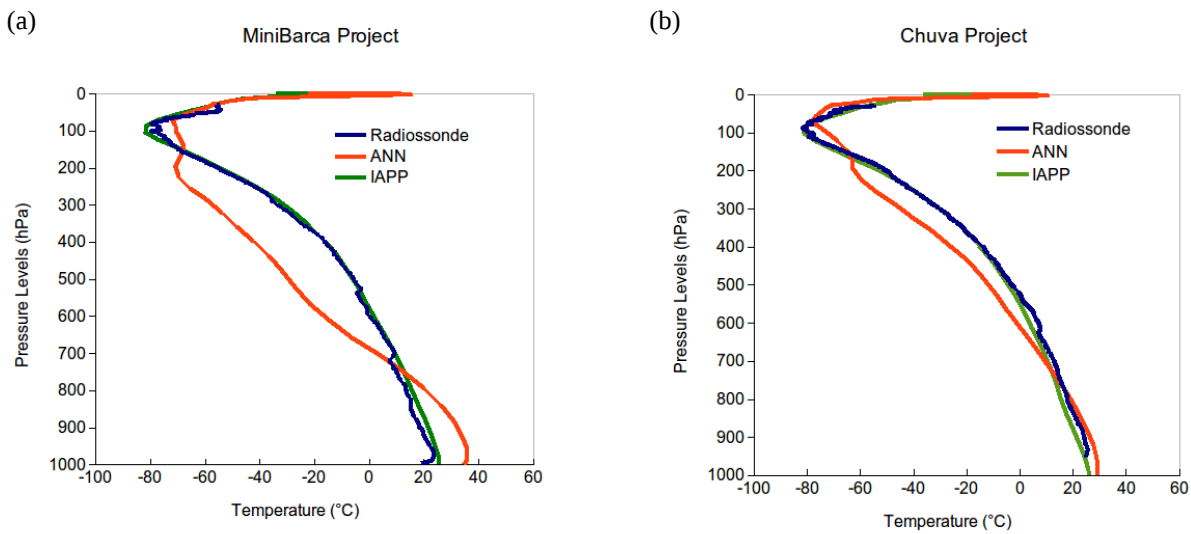 (a)
MiniBarca Project
0
100
200
300
400
500
600
700
800
900
1000
Pressure Levels (hPa)
Radiossonde
ANN
IAPP
-100 -80 -60 -40 -20 0 20 40 60
Temperature (°C)
(b)
Chuva Project
0
100
200
300
400
500
600
700
800
900
1000
Pressure Levels (hPa)
Radiossonde
ANN
IAPP
-100 -80 -60 -40 -20 0 20 40 60
Temperature (°C)